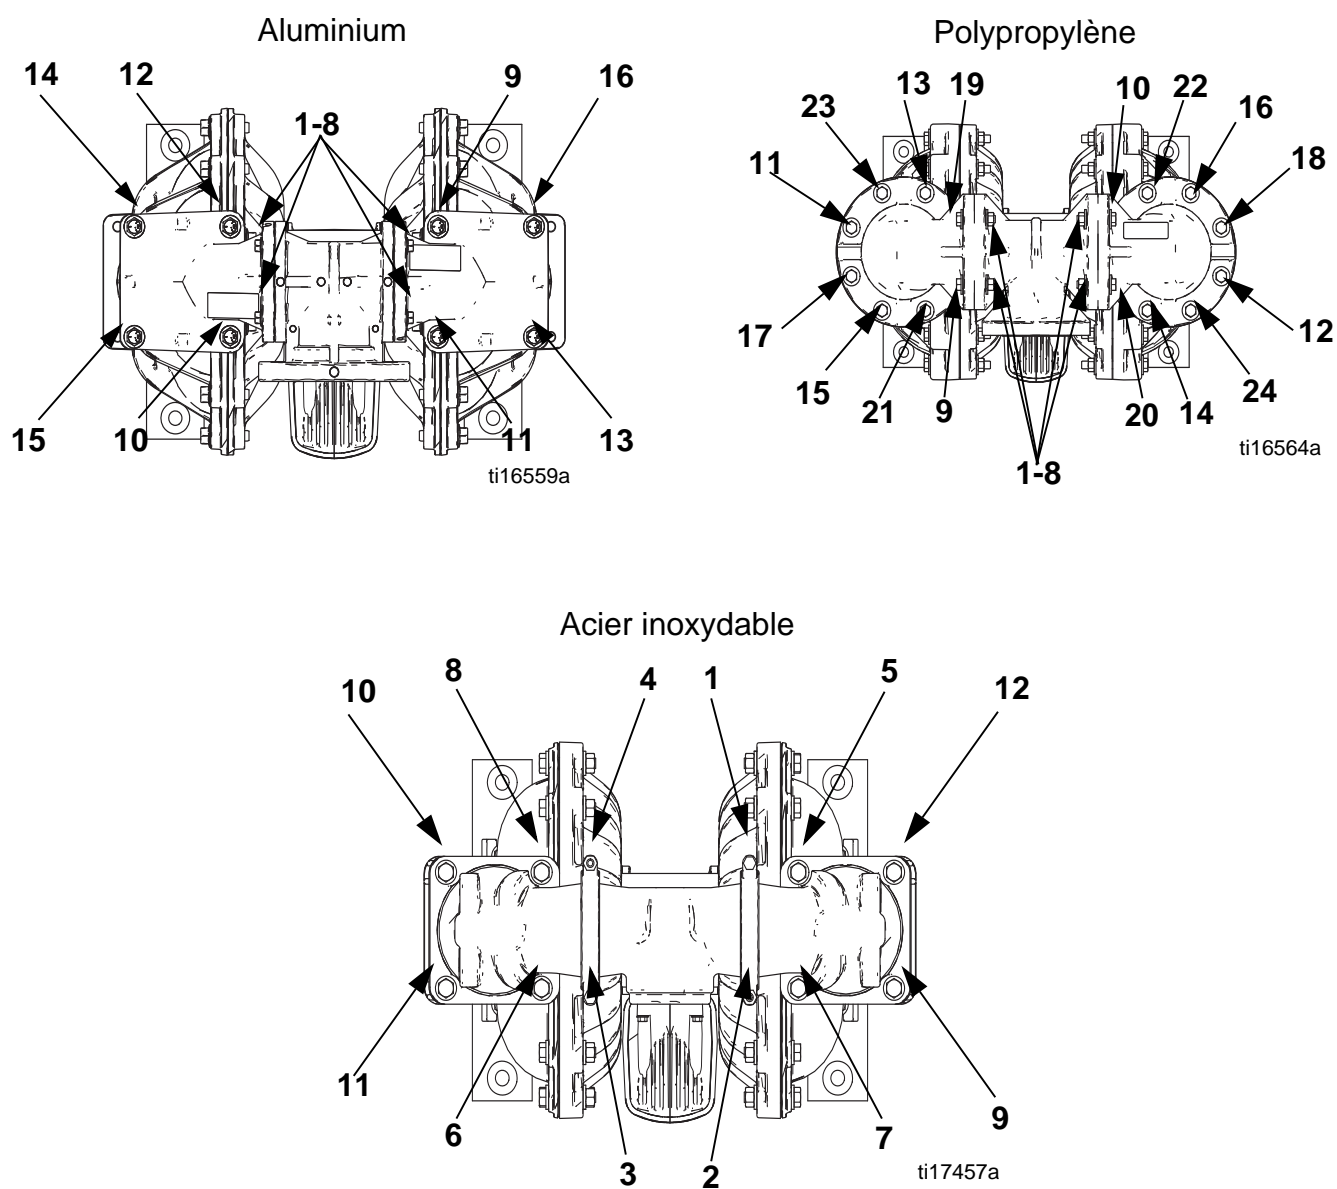 Aluminium
14 12 9 16
1-8
15 10 11 13
ti16559a
Polypropylène
23 13 19 10 22 16
11 18
17 12
15 21 9 20 14 24
1-8
ti16564a
Acier inoxydable
10 8 4 1 5 12
11 6 3 2 7 9
ti17457a